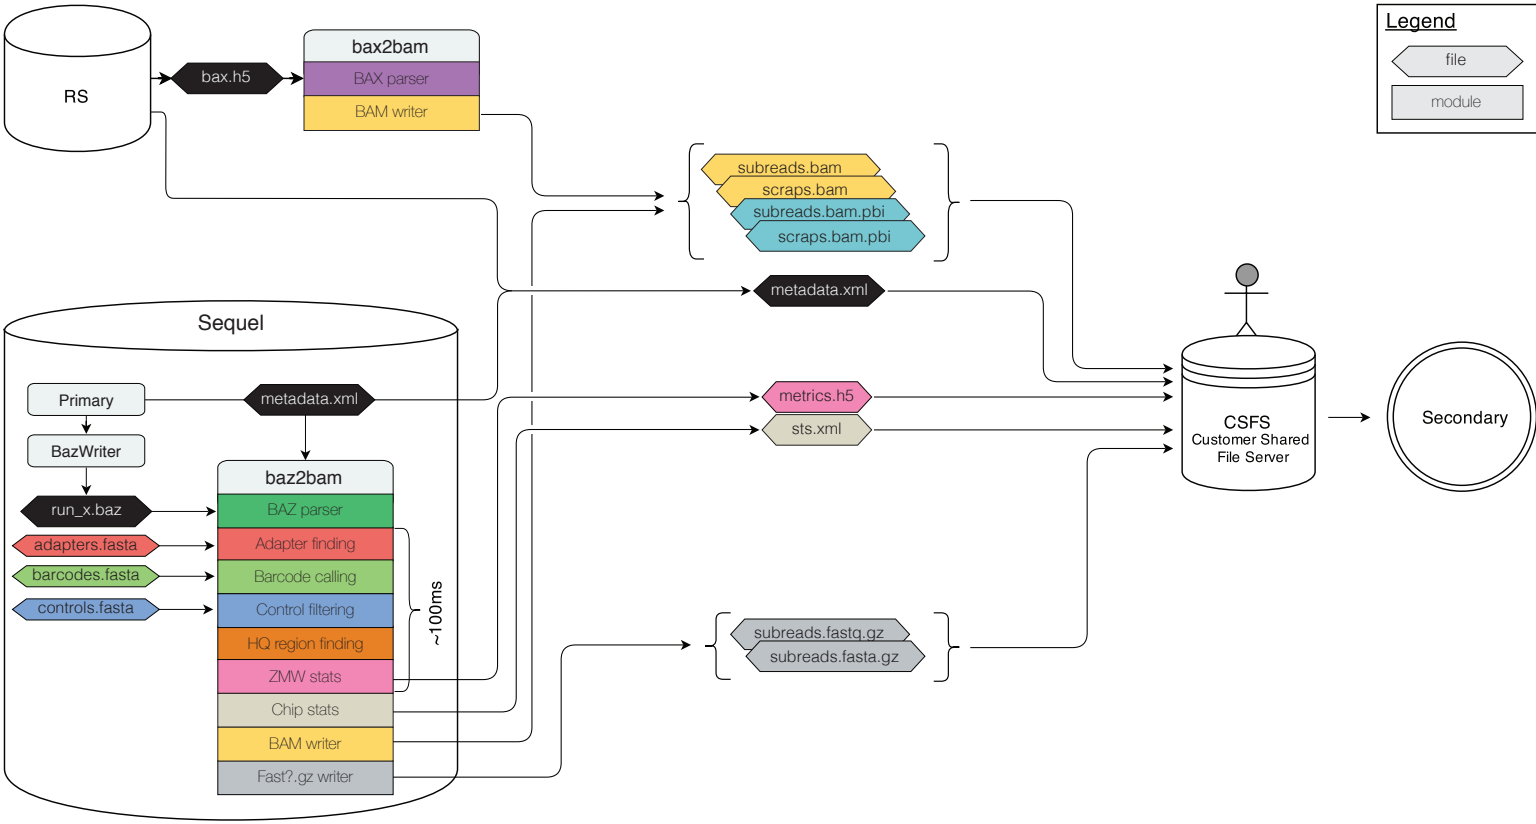 Legend
file
module
RS
bax.h5
bax2bam
BAX parser
BAM writer
subreads.bam
scraps.bam
subreads.bam.pbi
scraps.bam.pbi
metadata.xml
Sequel
Primary
metadata.xml
BazWriter
run_x.baz
adapters.fasta
barcodes.fasta
controls.fasta
baz2bam
BAZ parser
Adapter finding
Barcode calling
Control filtering
HQ region finding
ZMW stats
Chip stats
BAM writer
Fast?.gz writer
~100ms
metrics.h5
sts.xml
subreads.fastq.gz
subreads.fasta.gz
CSFS
Customer Shared
File Server
Secondary